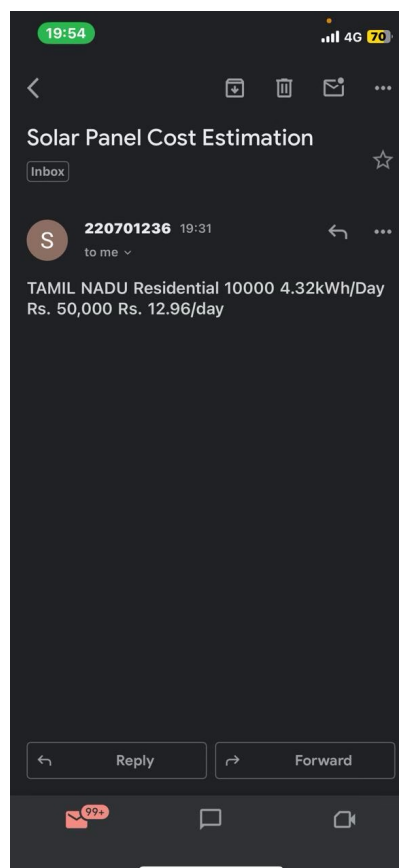 19:54
4G 70
Solar Panel Cost Estimation
Inbox
S
220701236 19:31
to me
TAMIL NADU Residential 10000 4.32kWh/Day
Rs. 50,000 Rs. 12.96/day
Reply
Forward
99+